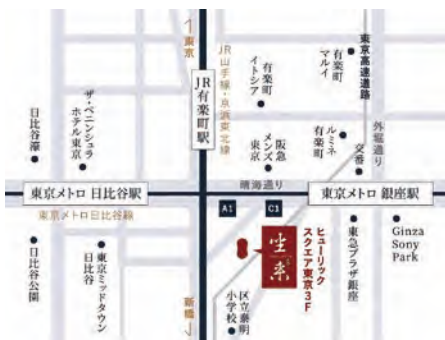 東京
JR山手線・京浜東北線
JR有楽町駅
有楽町
イトシア
有楽町
マルイ
東京高速道路
ザ・ペニンシュラ
ホテル東京
日比谷濠
阪急
メンズ
東京
ルミネ
有楽町
交番
外堀通り
晴海通り
東京メトロ 日比谷駅
東京メトロ 銀座駅
東京メトロ日比谷線
A1
C1
坐来
ヒューリック
スクエア東京3F
日比谷公園
東京ミッドタウン
日比谷
新橋
区立泰明
小学校
東急プラザ銀座
Ginza
Sony
Park